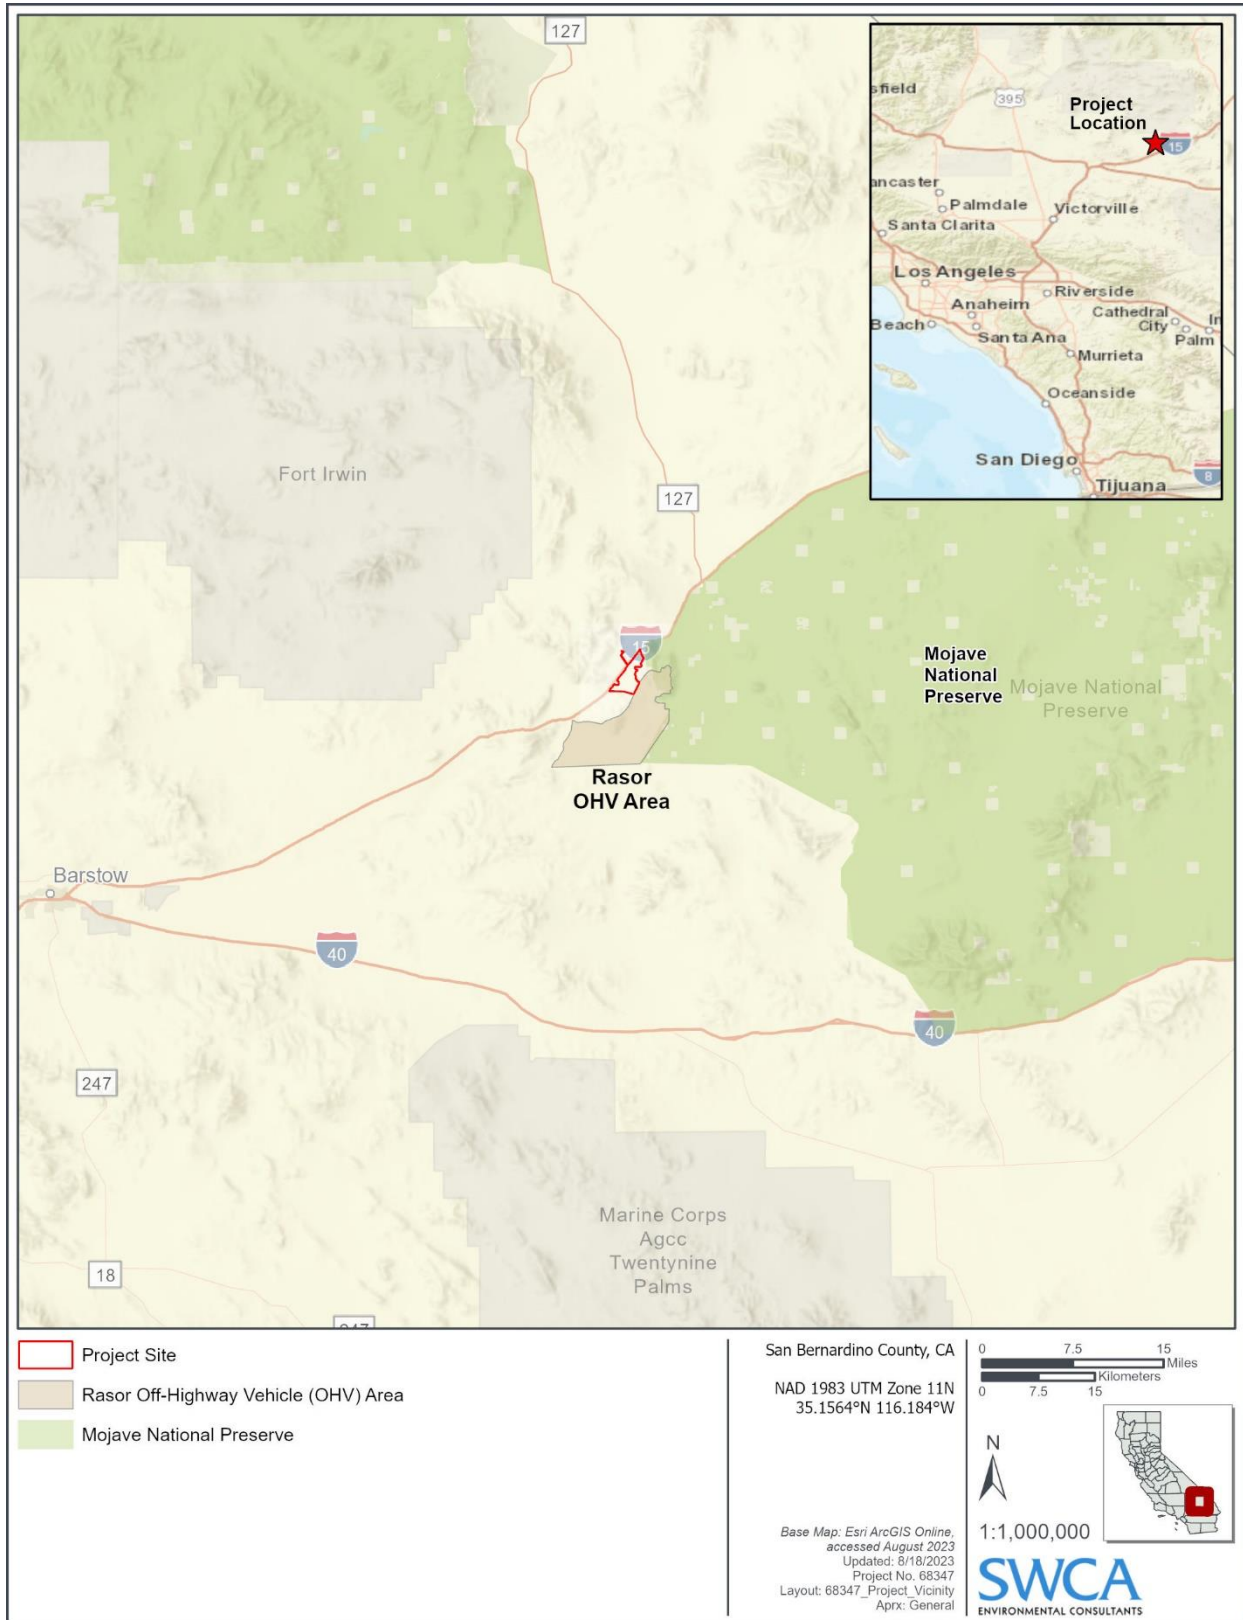 127
sfield
395
Project
Location
15
ancaster
Palmdale
Victorville
Santa Clarita
Los Angeles
Riverside
Anaheim
Cathedral
City
In
Beach
Santa Ana
Palm
Murrieta
Oceanside
San Diego
8
Tijuana
Fort Irwin
127
15
Mojave
National
Preserve
Mojave National
Preserve
Rasor
OHV Area
Barstow
40
40
247
Marine Corps
Agcc
Twentynine
Palms
18
247
Project Site
Rasor Off-Highway Vehicle (OHV) Area
Mojave National Preserve
San Bernardino County, CA
NAD 1983 UTM Zone 11N
35.1564°N 116.184°W
Base Map: Esri ArcGIS Online,
accessed August 2023
Updated: 8/18/2023
Project No. 68347
Layout: 68347_Project_Vicinity
Aprx: General
0 7.5 15
Miles
Kilometers
0 7.5 15
N
1:1,000,000
SWCA
ENVIRONMENTAL CONSULTANTS